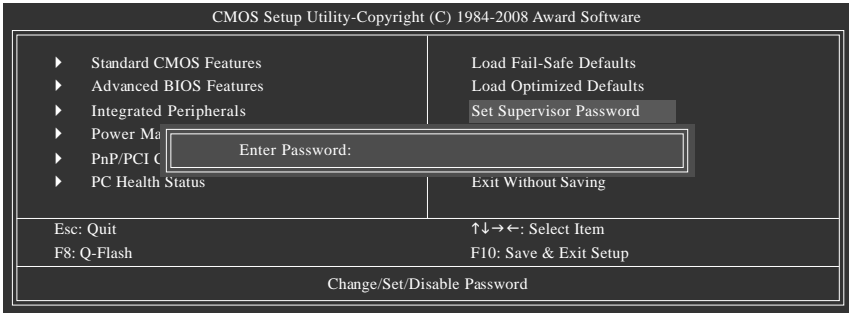 CMOS Setup Utility-Copyright (C) 1984-2008 Award Software
Standard CMOS Features
Advanced BIOS Features
Integrated Peripherals
Power Ma
PnP/PCI
PC Health Status
Load Fail-Safe Defaults
Load Optimized Defaults
Set Supervisor Password
Exit Without Saving
Enter Password:
Esc: Quit
↑↓→←: Select Item
F8: Q-Flash
F10: Save & Exit Setup
Change/Set/Disable Password